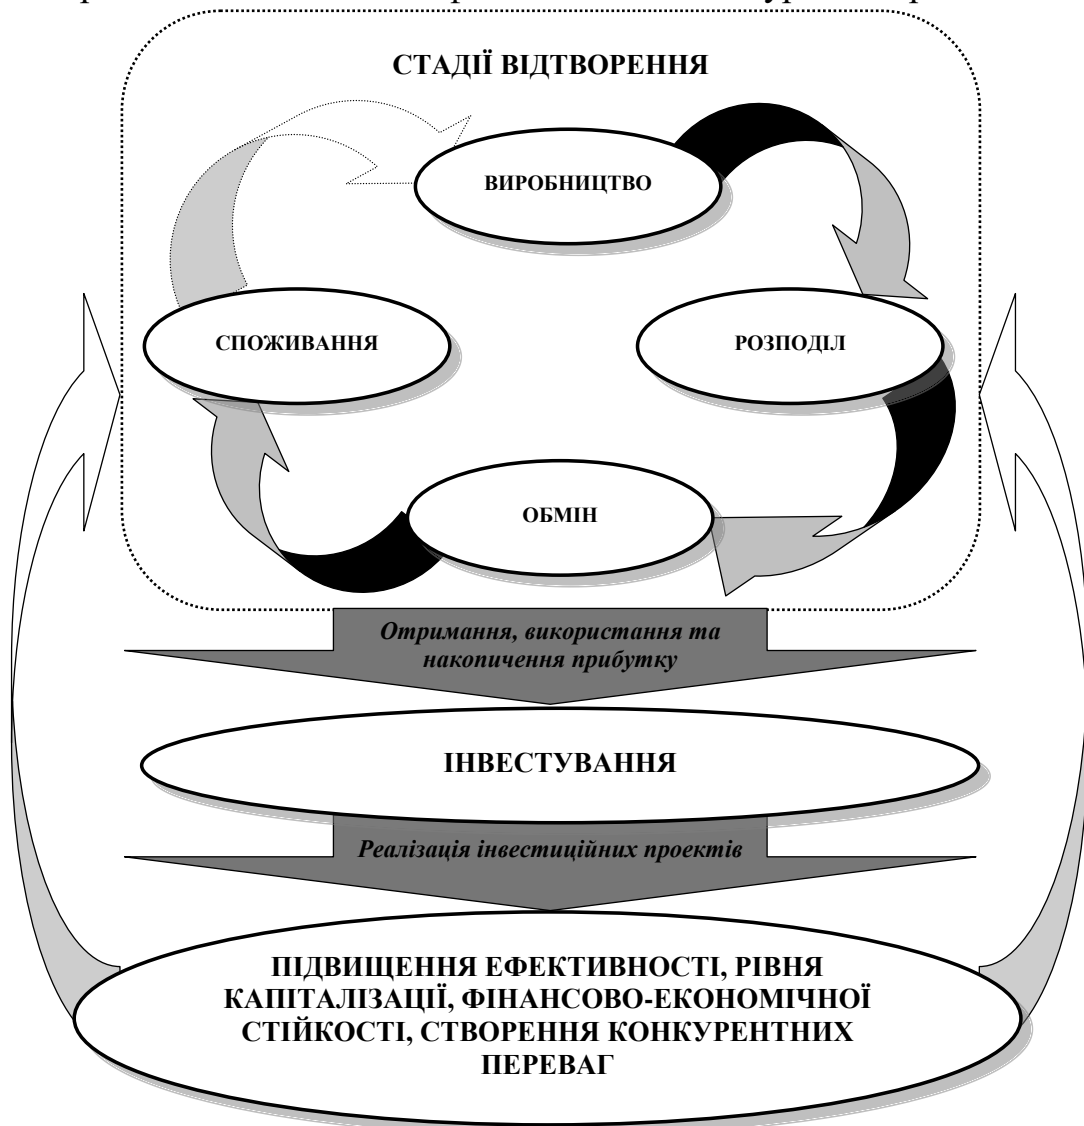 СТАДІЇ ВІДТВОРЕННЯ
ВИРОБНИЦТВО
СПОЖИВАННЯ
РОЗПОДІЛ
ОБМІН
Отримання, використання та
накопичення прибутку
ІНВЕСТУВАННЯ
Реалізація інвестиційних проектів
ПІДВИЩЕННЯ ЕФЕКТИВНОСТІ, РІВНЯ
КАПІТАЛІЗАЦІЇ, ФІНАНСОВО-ЕКОНОМІЧНОЇ
СТІЙКОСТІ, СТВОРЕННЯ КОНКУРЕНТНИХ
ПЕРЕВАГ